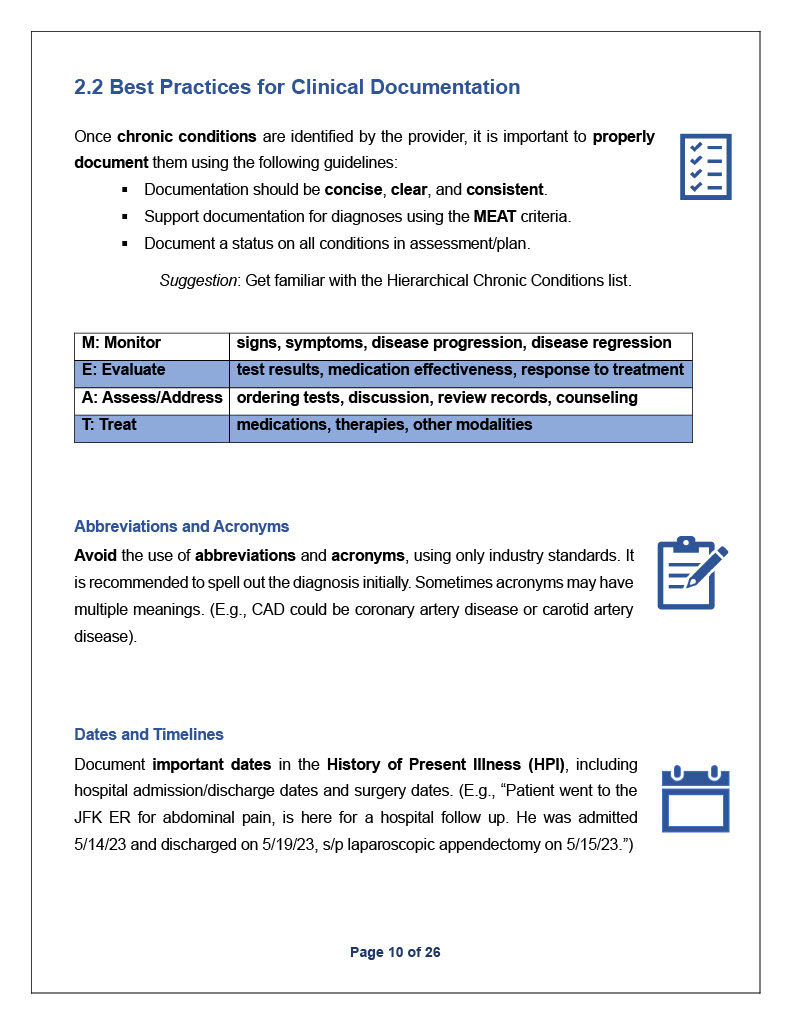 2.2 Best Practices for Clinical Documentation
Once chronic conditions are identified by the provider, it is important to properly
document them using the following guidelines:
▪ Documentation should be concise, clear, and consistent.
▪ Support documentation for diagnoses using the MEAT criteria.
▪ Document a status on all conditions in assessment/plan.
Suggestion: Get familiar with the Hierarchical Chronic Conditions list.
M: Monitor signs, symptoms, disease progression, disease regression
E: Evaluate test results, medication effectiveness, response to treatment
A: Assess/Address ordering tests, discussion, review records, counseling
T: Treat medications, therapies, other modalities
Abbreviations and Acronyms
Avoid the use of abbreviations and acronyms, using only industry standards. It
is recommended to spell out the diagnosis initially. Sometimes acronyms may have
multiple meanings. (E.g., CAD could be coronary artery disease or carotid artery
disease).
Dates and Timelines
Document important dates in the History of Present Illness (HPI), including
hospital admission/discharge dates and surgery dates. (E.g., “Patient went to the
JFK ER for abdominal pain, is here for a hospital follow up. He was admitted
5/14/23 and discharged on 5/19/23, s/p laparoscopic appendectomy on 5/15/23.”)
Page 10 of 26